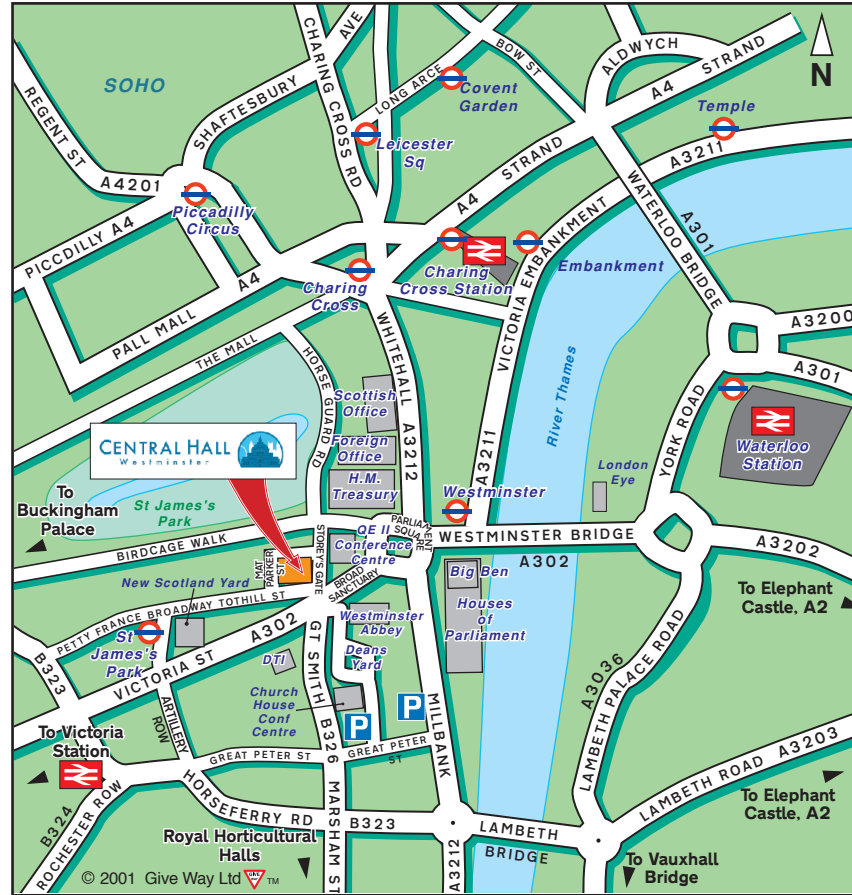 SOHO
REGENT ST
SHAFTESBURY AVE
CHARING CROSS RD
LONG ARCE
BOW ST
ALDWYCH
A4 STRAND
N
Covent
Garden
Temple
A3211
Leicester
Sq
STRAND
A4
A4201
Piccadilly
Circus
PICCDILLY A4
A4
PALL MALL
THE MALL
Charing
Cross
Charing
Cross Station
Embankment
VICTORIA EMBANKMENT
A3211
WATERLOO BRIDGE
A301
A3200
A301
YORK ROAD
Waterloo
Station
River Thames
London
Eye
WHITEHALL
A3212
HORSE GUARD RD
Scottish
Office
Foreign
Office
H.M.
Treasury
CENTRAL HALL
Westminster
To
Buckingham
Palace
St James's
Park
BIRDCAGE WALK
Westminster
PARLIAMENT
SQUARE
WESTMINSTER BRIDGE
A302
A3202
QE II
Conference
Centre
STOREY'S GATE
MAT
PARKER
ST
BROAD
SANCTUARY
New Scotland Yard
PETTY FRANCE BROADWAY TOTHILL ST
St
James's
Park
VICTORIA ST
A302
B323
Big Ben
Houses
of
Parliament
Westminster
Abbey
Deans
Yard
DTI
Church
House
Conf
Centre
GT SMITH
B326
MARSHAM ST
P
P
MILLBANK
ARTILLERY
ROW
GREAT PETER ST
GREAT PETER
ST
To Victoria
Station
B324
ROCHESTER ROW
HORSEFERRY RD
B323
LAMBETH
BRIDGE
A3212
A3036
LAMBETH PALACE ROAD
LAMBETH ROAD
A3203
To Elephant
Castle, A2
To Elephant
Castle, A2
To Vauxhall
Bridge
Royal Horticultural
Halls
© 2001 Give Way Ltd
TM